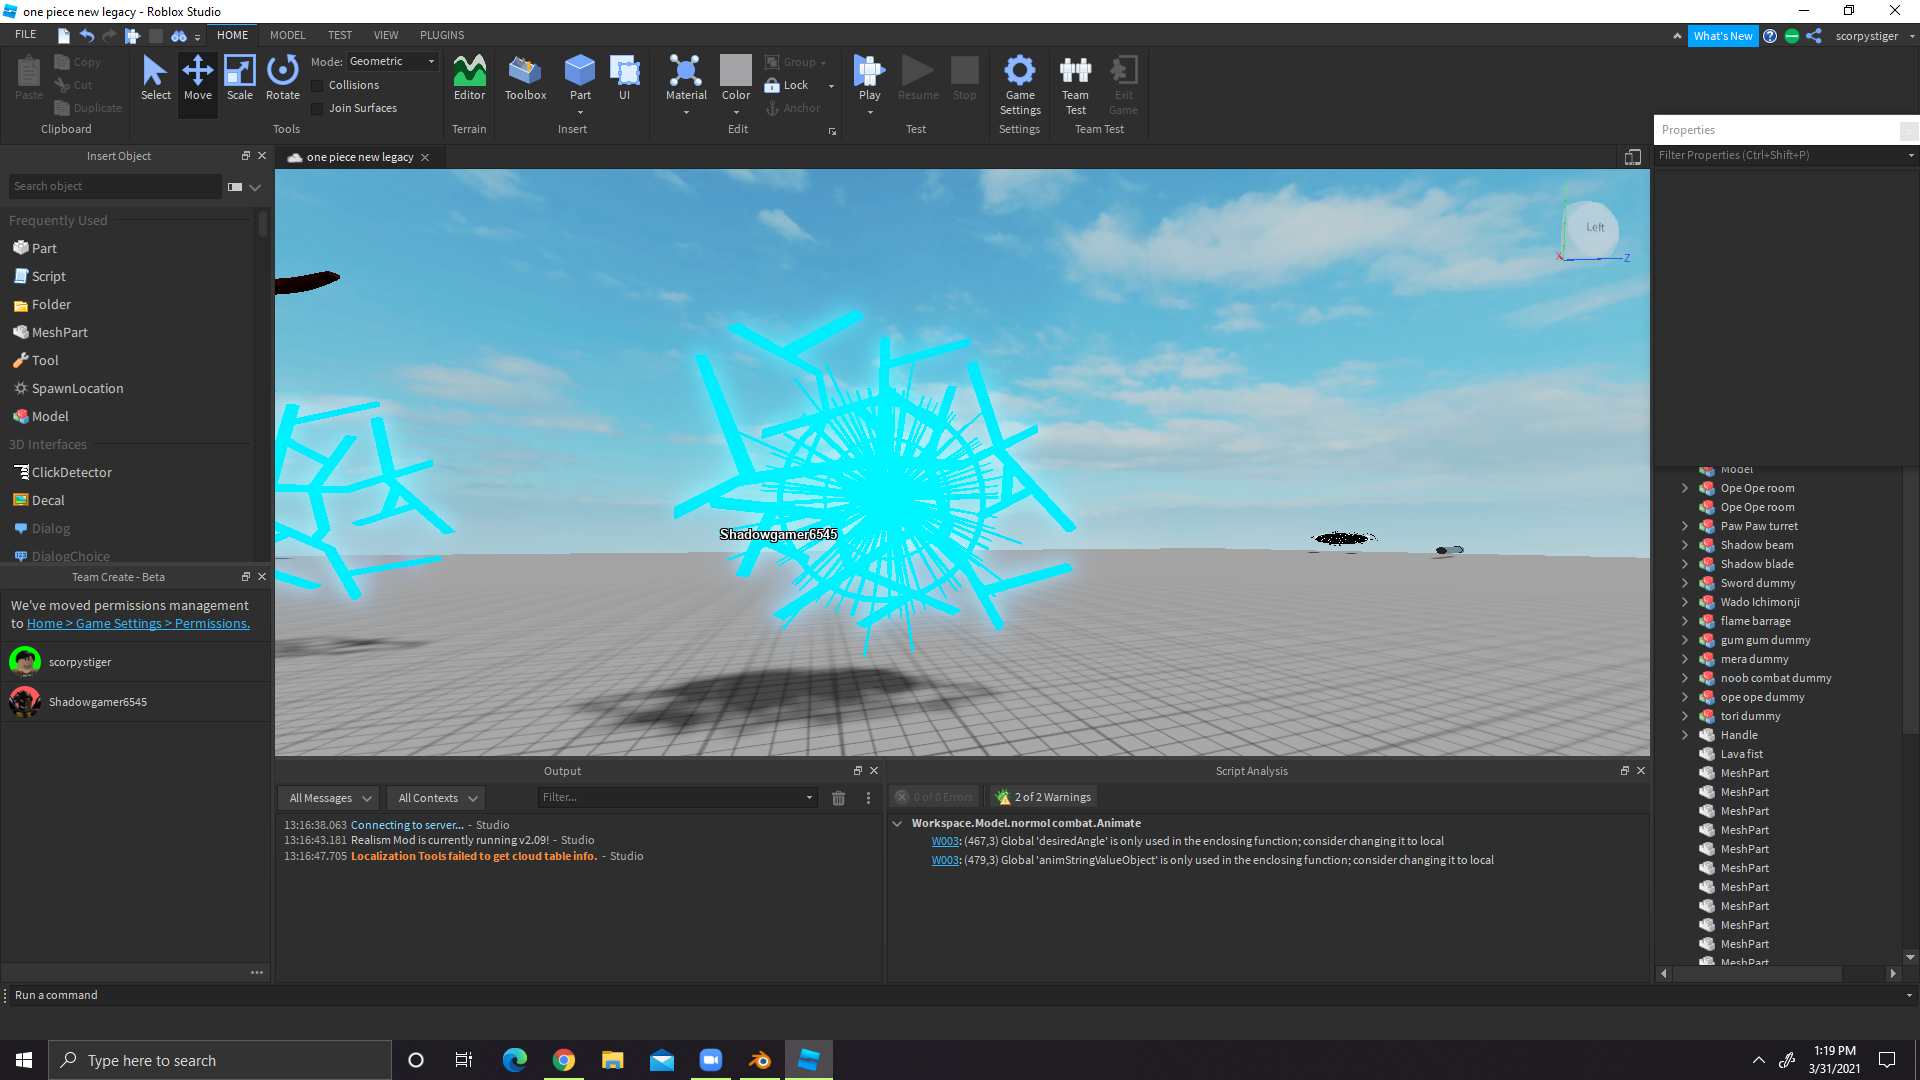 one piece new legacy - Roblox Studio
FILE HOME MODEL TEST VIEW PLUGINS What's New scorpystiger
Paste Copy Cut Duplicate Clipboard
Select Move Scale Rotate Mode: Geometric Collisions Join Surfaces Tools
Editor Terrain
Toolbox Part UI Insert
Material Color Group Lock Anchor Edit
Play Resume Stop Test
Game Settings Settings
Team Test Exit Game Team Test
Insert Object
Search object
Frequently Used
Part
Script
Folder
MeshPart
Tool
SpawnLocation
Model
3D Interfaces
ClickDetector
Decal
Dialog
DialogChoice
Team Create - Beta
We've moved permissions management
to Home > Game Settings > Permissions.
scorpystiger
Shadowgamer6545
one piece new legacy
Left
Y
X
Z
Shadowgamer6545
Output
All Messages All Contexts Filter...
13:16:38.063 Connecting to server... - Studio
13:16:43.181 Realism Mod is currently running v2.09! - Studio
13:16:47.705 Localization Tools failed to get cloud table info. - Studio
Script Analysis
0 of 0 Errors 2 of 2 Warnings
Workspace.Model.normol combat.Animate
W003: (467,3) Global 'desiredAngle' is only used in the enclosing function; consider changing it to local
W003: (479,3) Global 'animStringValueObject' is only used in the enclosing function; consider changing it to local
Properties
Filter Properties (Ctrl+Shift+P)
Model
Ope Ope room
Ope Ope room
Paw Paw turret
Shadow beam
Shadow blade
Sword dummy
Wado Ichimonji
flame barrage
gum gum dummy
mera dummy
noob combat dummy
ope ope dummy
tori dummy
Handle
Lava fist
MeshPart
MeshPart
MeshPart
MeshPart
MeshPart
MeshPart
MeshPart
MeshPart
MeshPart
MeshPart
MeshPart
Run a command
Type here to search
1:19 PM
3/31/2021